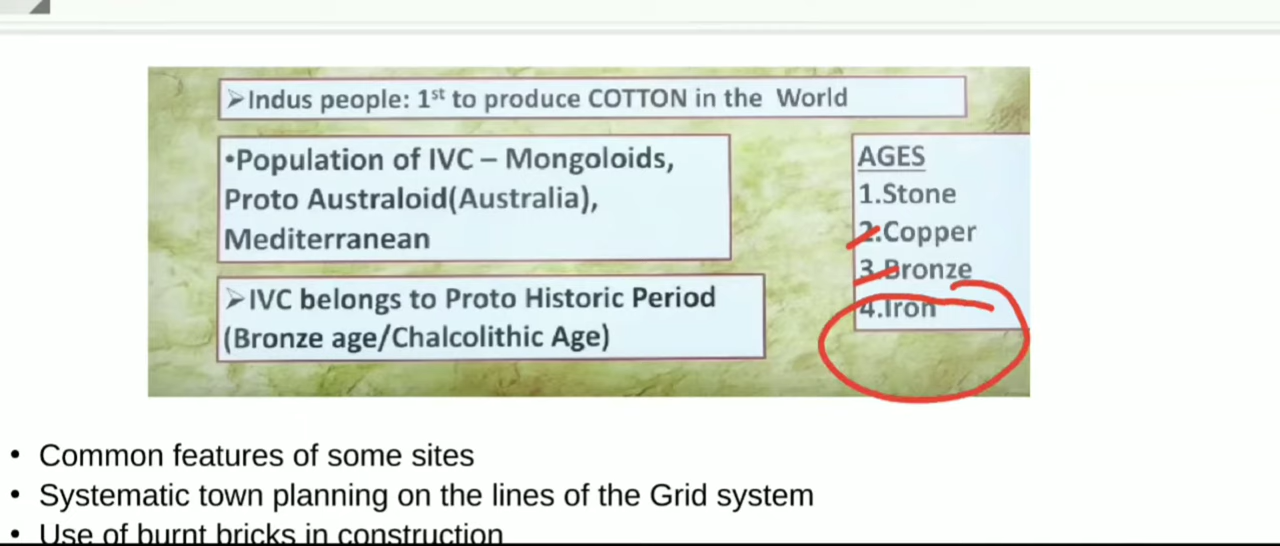 ➢Indus people: 1st to produce COTTON in the World
•Population of IVC – Mongoloids,
Proto Australoid(Australia),
Mediterranean
➢IVC belongs to Proto Historic Period
(Bronze age/Chalcolithic Age)
AGES
1.Stone
2.Copper
3.Bronze
4.Iron
• Common features of some sites
• Systematic town planning on the lines of the Grid system
• Use of burnt bricks in construction